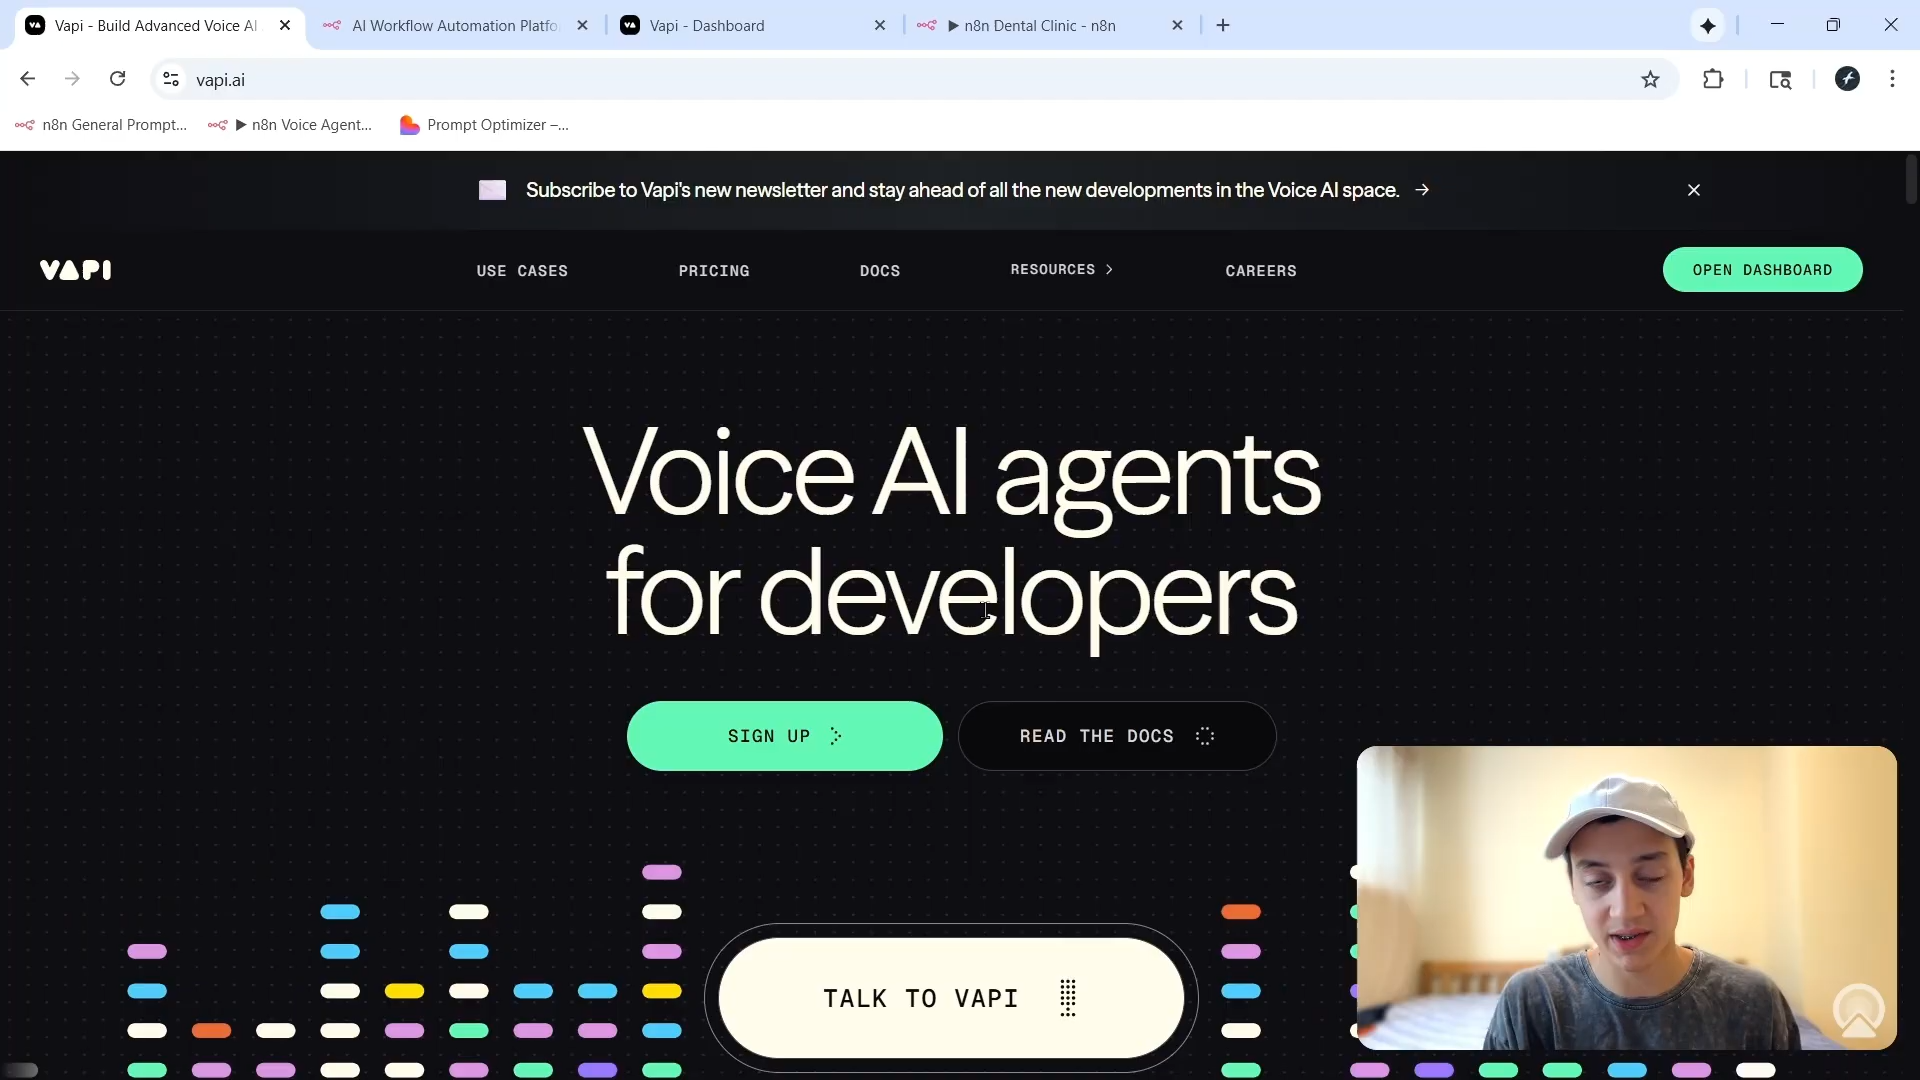 Vapi - Build Advanced Voice AI
AI Workflow Automation Platfo
Vapi - Dashboard
▶ n8n Dental Clinic - n8n
vapi.ai
n8n General Prompt...
▶ n8n Voice Agent...
Prompt Optimizer –...
Subscribe to Vapi's new newsletter and stay ahead of all the new developments in the Voice AI space. →
VAPI
USE CASES
PRICING
DOCS
RESOURCES >
CAREERS
OPEN DASHBOARD
Voice AI agents
for developers
SIGN UP
READ THE DOCS
TALK TO VAPI